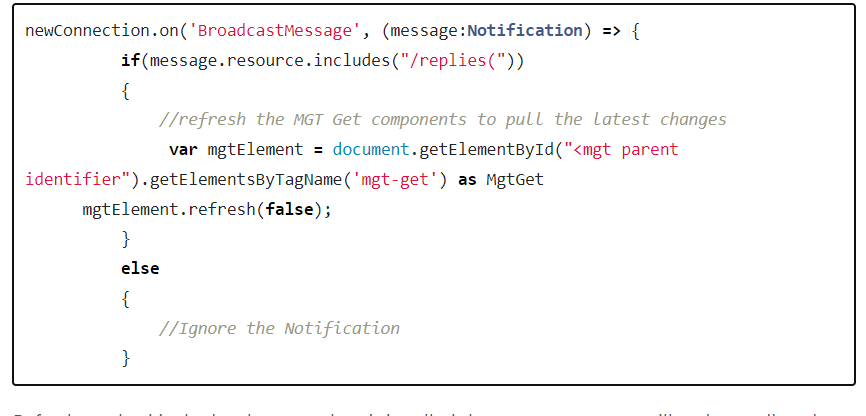 newConnection.on('BroadcastMessage', (message:Notification) => {
if(message.resource.includes("/replies("))
{
//refresh the MGT Get components to pull the latest changes
var mgtElement = document.getElementById("<mgt parent
identifier").getElementsByTagName('mgt-get') as MgtGet
mgtElement.refresh(false);
}
else
{
//Ignore the Notification
}